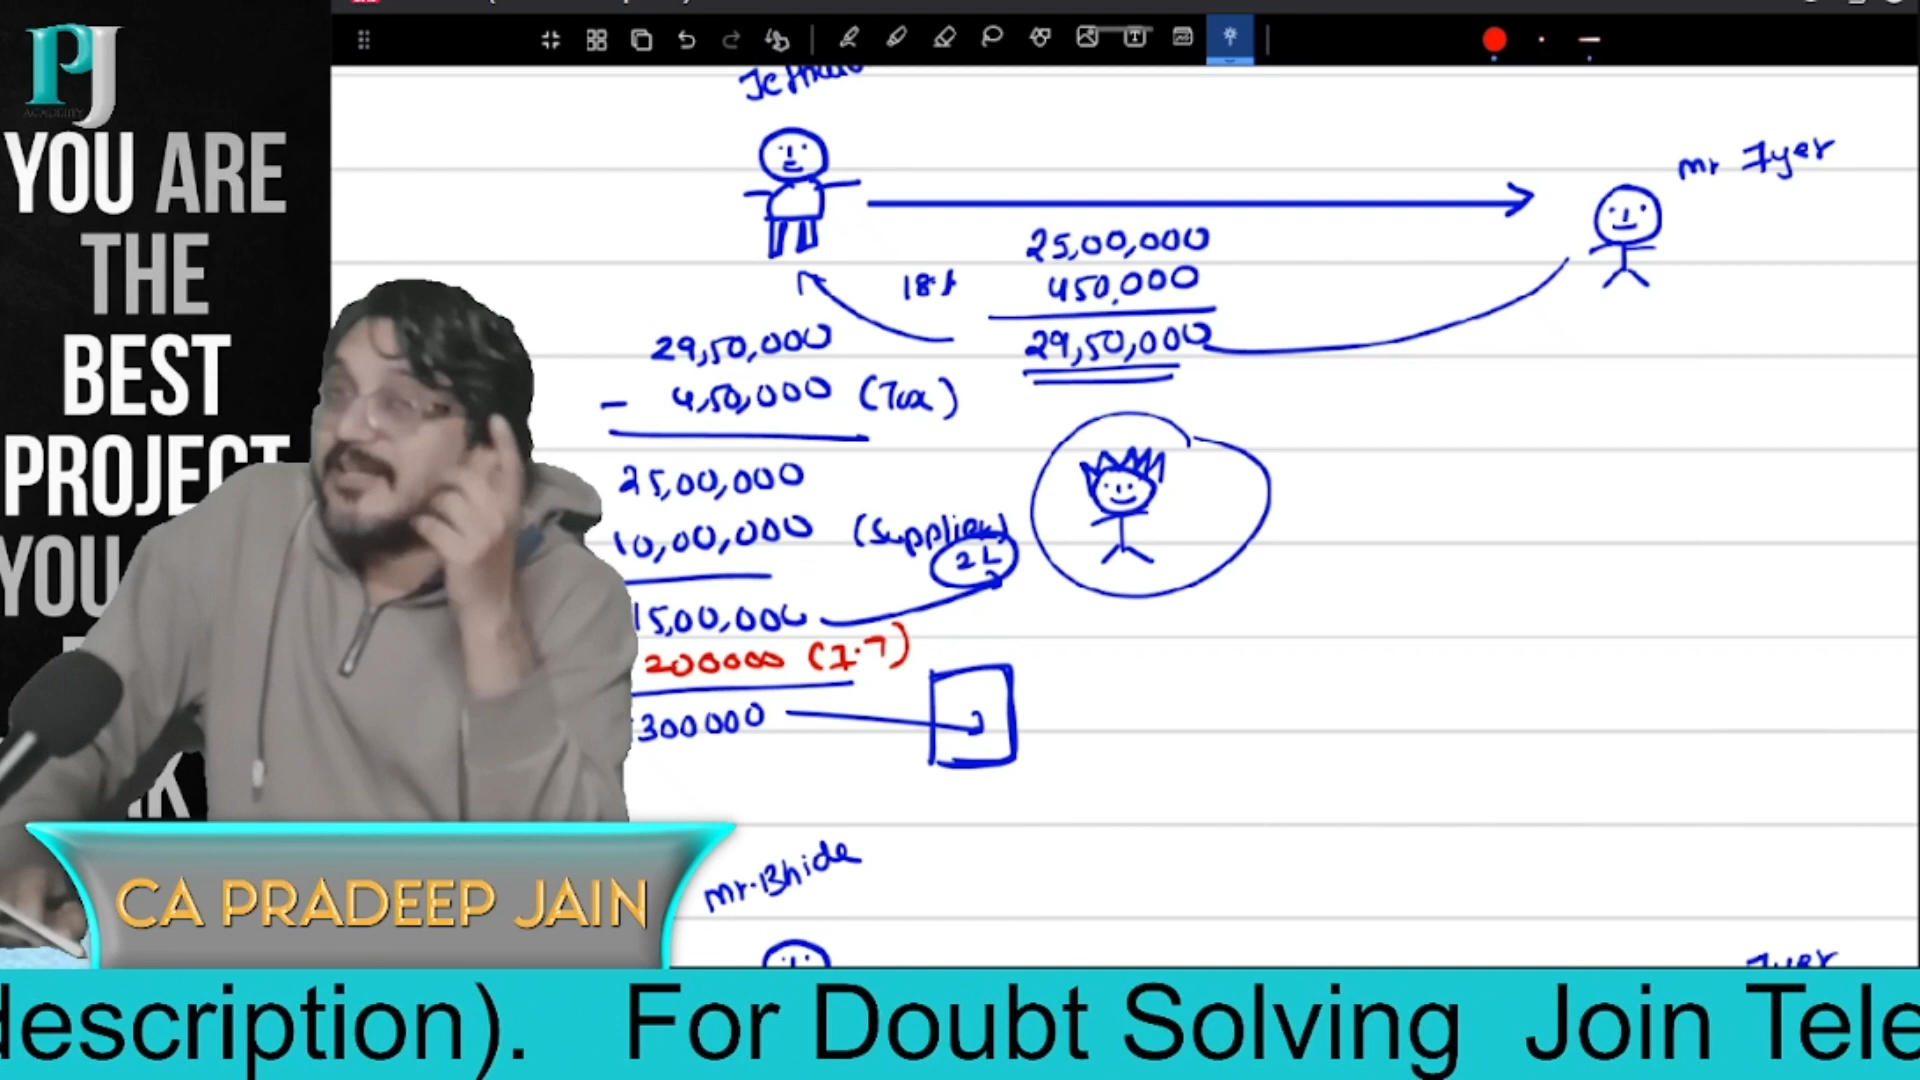 PJ
ACADEMY
YOU ARE
THE
BEST
PROJECT
YOU
mr Iyer
25,00,000
18%
450,000
29,50,000
29,50,000
- 4,50,000 (Tax)
25,00,000
10,00,000 (Supplier)
2L
15,00,000
200000 (I.T)
300000
mr. Bhide
CA PRADEEP JAIN
description). For Doubt Solving Join Tele